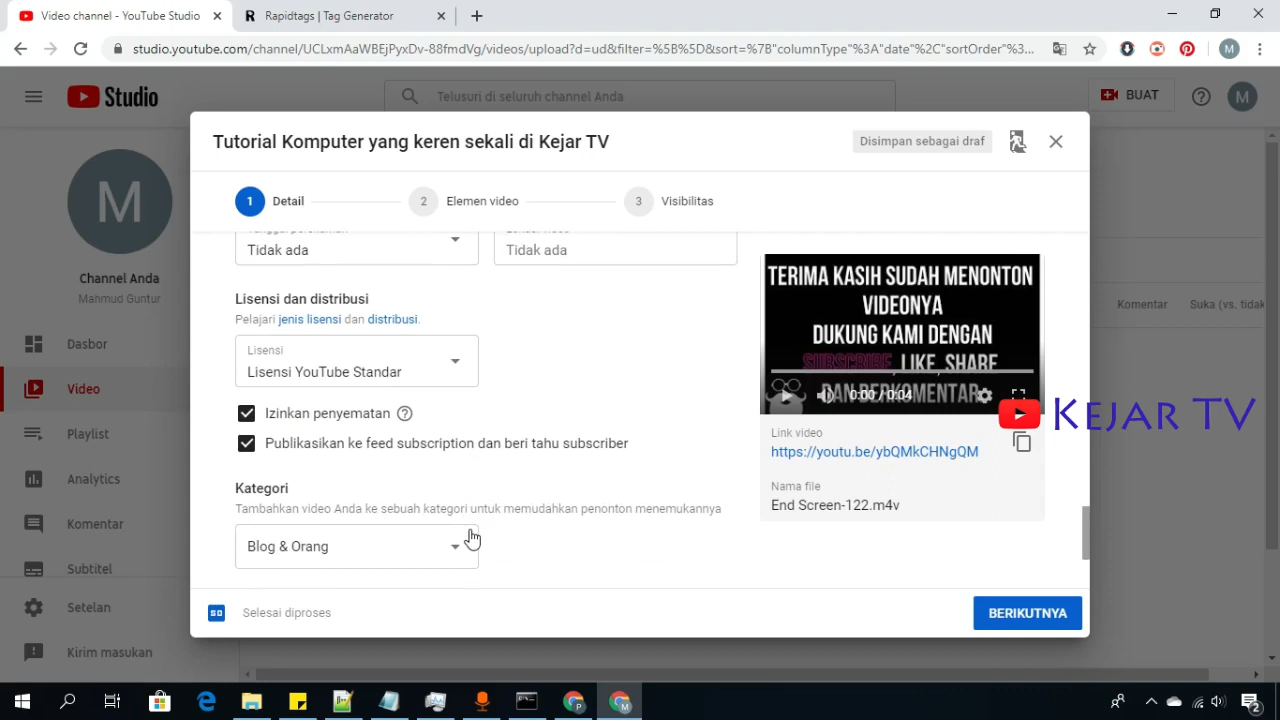 Video channel - YouTube Studio
Rapidtags | Tag Generator
studio.youtube.com/channel/UCLxmAaWBEjPyxDv-88fmdVg/videos/upload?d=ud&filter=%5B%5D&sort=%7B"columnType"%3A"date"%2C"sortOrder"%3...
M
Studio
Telusuri di seluruh channel Anda
BUAT
M
Tutorial Komputer yang keren sekali di Kejar TV
Disimpan sebagai draf
1 Detail
2 Elemen video
3 Visibilitas
M
Channel Anda
Mahmud Guntur
Dasbor
Video
Playlist
Analytics
Komentar
Subtitel
Setelan
Kirim masukan
Tidak ada
Tidak ada
Lisensi dan distribusi
Pelajari jenis lisensi dan distribusi.
Lisensi
Lisensi YouTube Standar
Izinkan penyematan
Publikasikan ke feed subscription dan beri tahu subscriber
Kategori
Tambahkan video Anda ke sebuah kategori untuk memudahkan penonton menemukannya
Blog & Orang
TERIMA KASIH SUDAH MENONTON
VIDEONYA
DUKUNG KAMI DENGAN
SUBSCRIBE, LIKE, SHARE
DAN BERKOMENTAR
0:00 / 0:04
Link video
https://youtu.be/ybQMkCHNgQM
Nama file
End Screen-122.m4v
Komentar
Suka (vs. tidak
KEJAR TV
SD
Selesai diproses
BERIKUTNYA
P
M
2